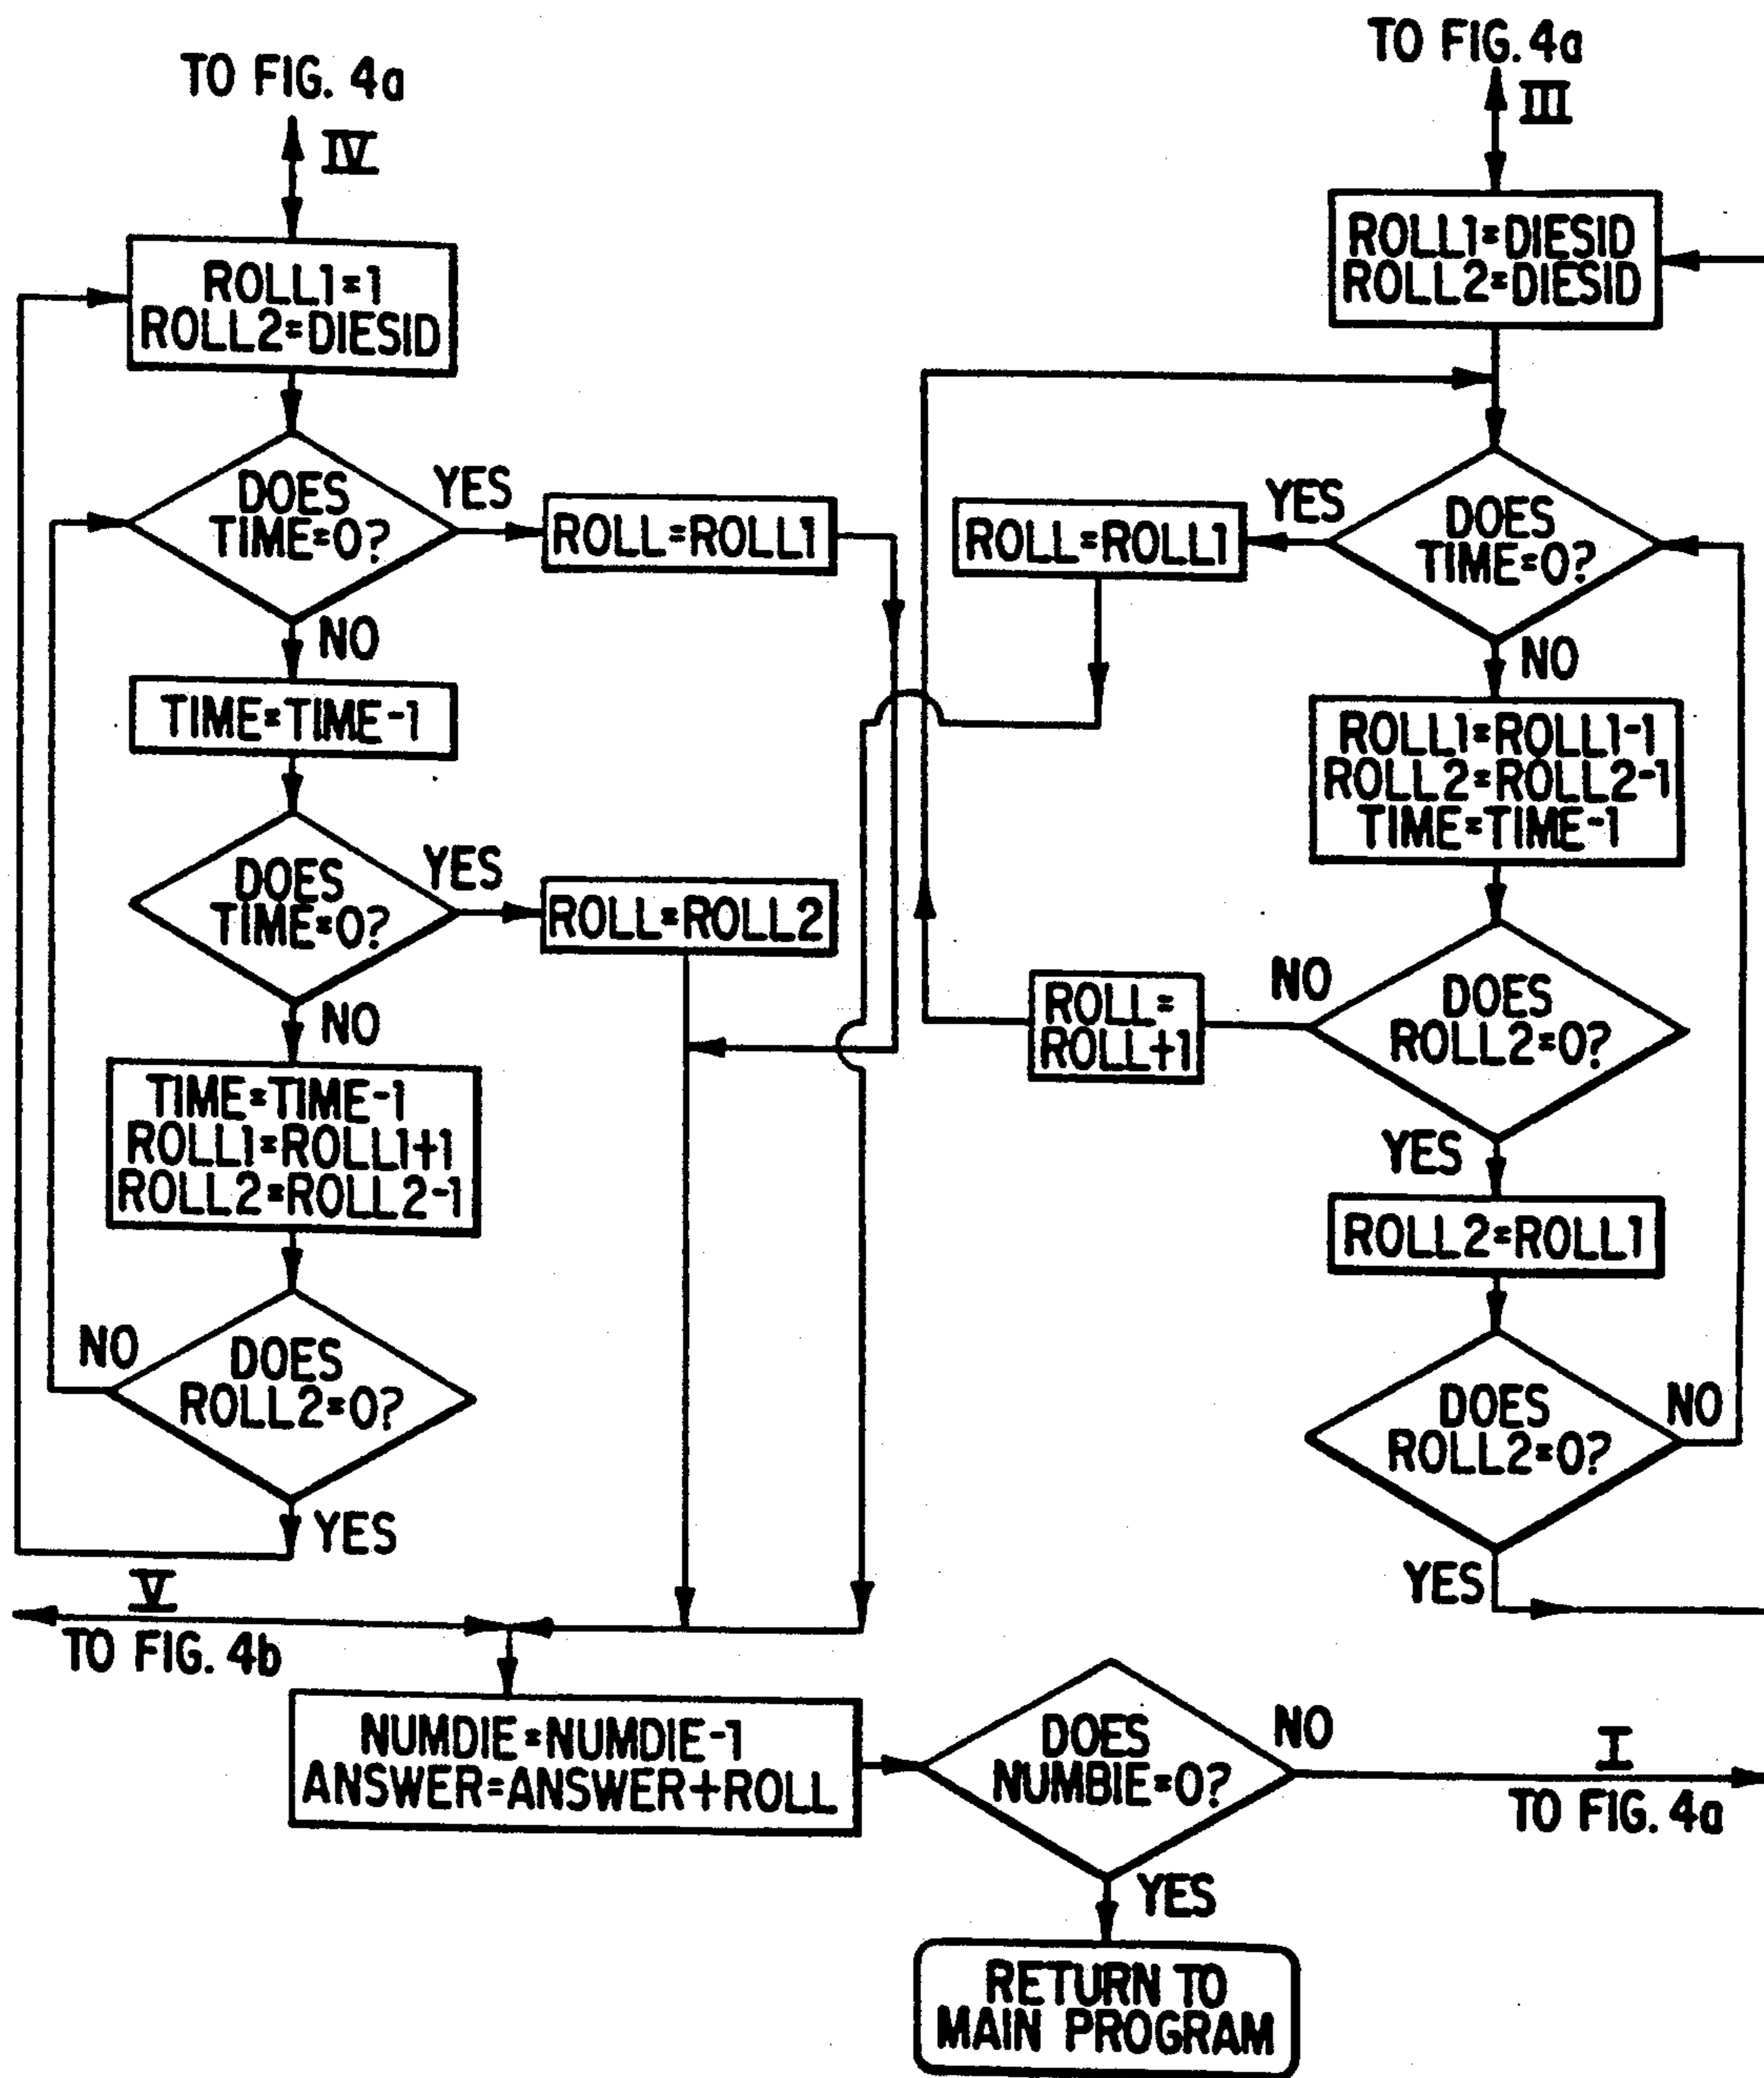 TO FIG. 4a
IV
ROLL1=1
ROLL2=DIESID
DOES
TIME=0?
YES
ROLL=ROLL1
NO
TIME=TIME-1
DOES
TIME=0?
YES
ROLL=ROLL2
NO
TIME=TIME-1
ROLL1=ROLL1+1
ROLL2=ROLL2-1
DOES
ROLL2=0?
NO
YES
V
TO FIG. 4b
TO FIG. 4a
III
ROLL1=DIESID
ROLL2=DIESID
DOES
TIME=0?
YES
ROLL=ROLL1
NO
ROLL1=ROLL1-1
ROLL2=ROLL2-1
TIME=TIME-1
DOES
ROLL2=0?
NO
ROLL=
ROLL+1
YES
ROLL2=ROLL1
DOES
ROLL2=0?
NO
YES
NUMDIE=NUMDIE-1
ANSWER=ANSWER+ROLL
DOES
NUMBIE=0?
NO
I
TO FIG. 4a
YES
RETURN TO
MAIN PROGRAM